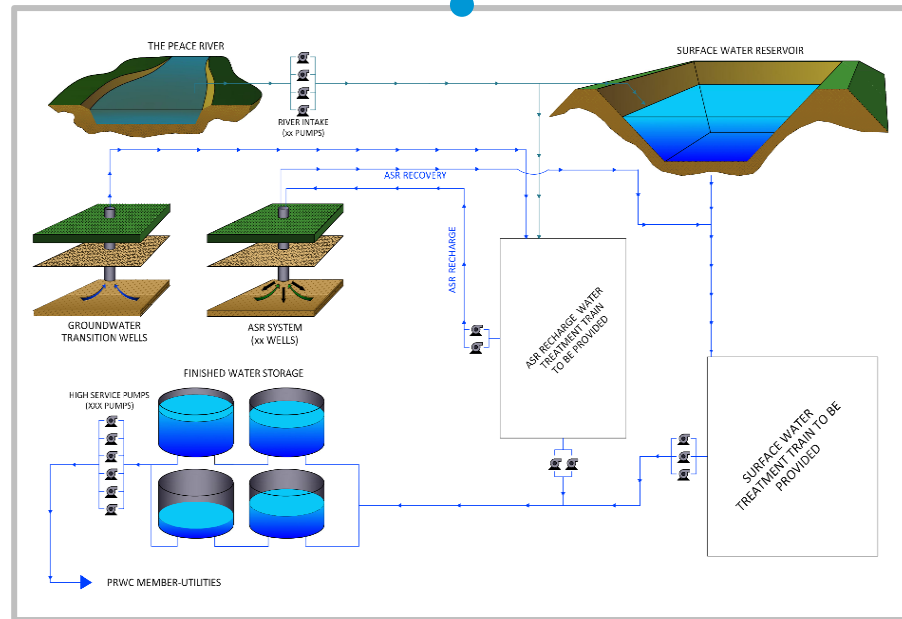 THE PEACE RIVER
SURFACE WATER RESERVOIR
RIVER INTAKE
(xx PUMPS)
ASR RECOVERY
ASR RECHARGE
GROUNDWATER
TRANSITION WELLS
ASR SYSTEM
(xx WELLS)
ASR RECHARGE WATER
TREATMENT TRAIN
TO BE PROVIDED
FINISHED WATER STORAGE
HIGH SERVICE PUMPS
(XXX PUMPS)
SURFACE WATER
TREATMENT TRAIN TO BE
PROVIDED
PRWC MEMBER-UTILITIES